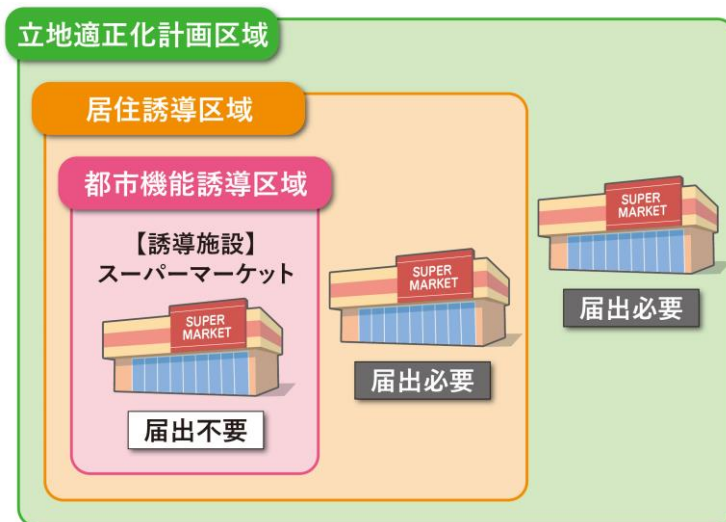 立地適正化計画区域
居住誘導区域
都市機能誘導区域
【誘導施設】
スーパーマーケット
SUPER
MARKET
届出不要
SUPER
MARKET
届出必要
SUPER
MARKET
届出必要